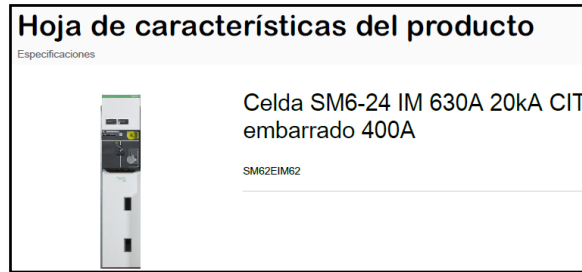 Hoja de características del producto
Especificaciones
Celda SM6-24 IM 630A 20kA CIT
embarrado 400A
SM62EIM62